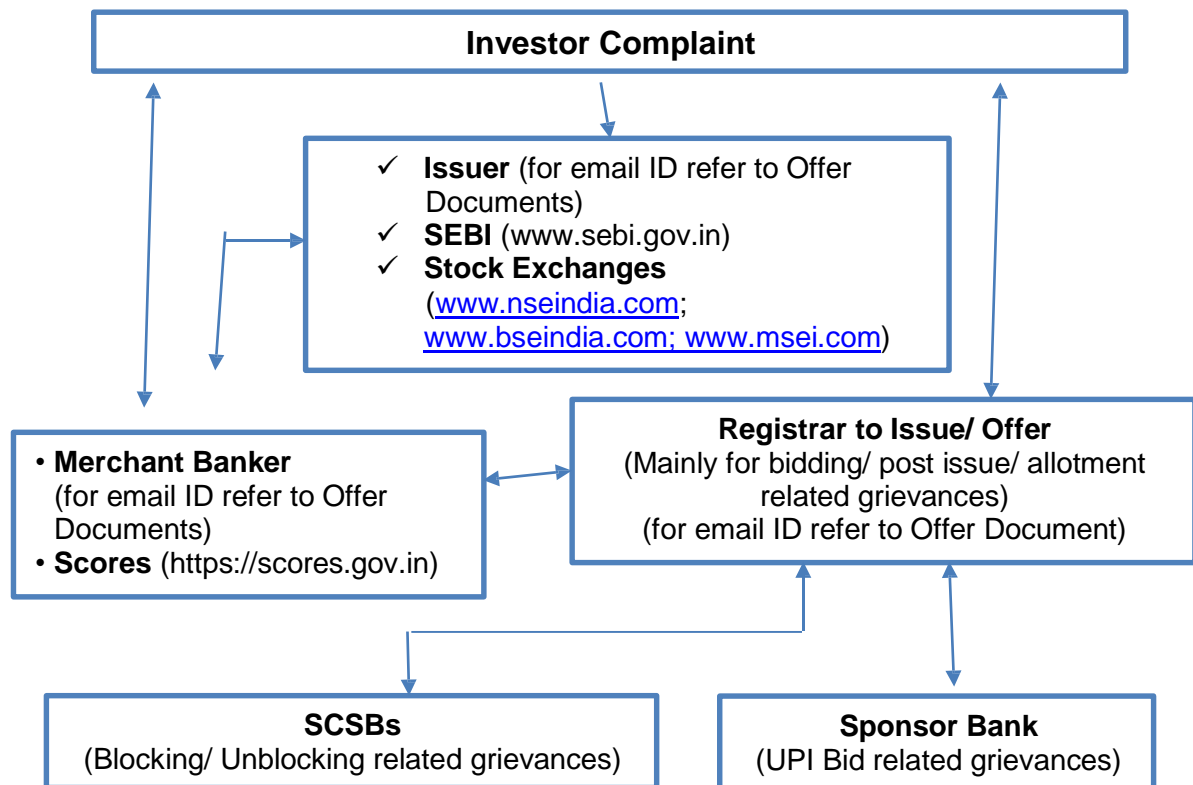 Investor Complaint
✓ Issuer (for email ID refer to Offer
Documents)
✓ SEBI (www.sebi.gov.in)
✓ Stock Exchanges
(www.nseindia.com;
www.bseindia.com; www.msei.com)
• Merchant Banker
(for email ID refer to Offer
Documents)
• Scores (https://scores.gov.in)
Registrar to Issue/ Offer
(Mainly for bidding/ post issue/ allotment
related grievances)
(for email ID refer to Offer Document)
SCSBs
(Blocking/ Unblocking related grievances)
Sponsor Bank
(UPI Bid related grievances)